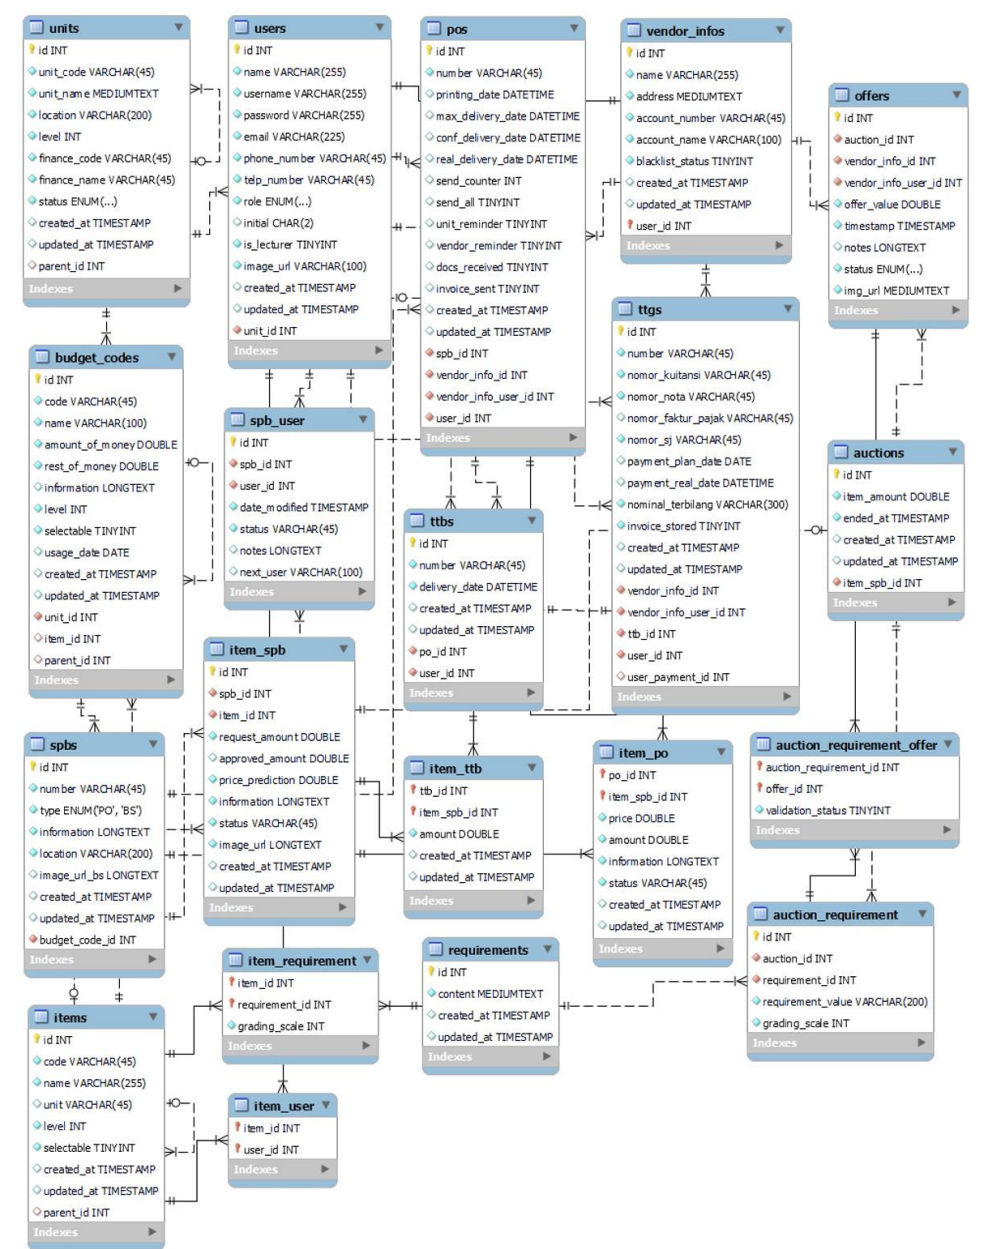 units
id INT
unit_code VARCHAR(45)
unit_name MEDIUMTEXT
location VARCHAR(200)
level INT
finance_code VARCHAR(45)
finance_name VARCHAR(45)
status ENUM(...)
created_at TIMESTAMP
updated_at TIMESTAMP
parent_id INT
Indexes
users
id INT
name VARCHAR(255)
username VARCHAR(255)
password VARCHAR(255)
email VARCHAR(225)
phone_number VARCHAR(45)
telp_number VARCHAR(45)
role ENUM(...)
initial CHAR(2)
is_lecturer TINYINT
image_url VARCHAR(100)
created_at TIMESTAMP
updated_at TIMESTAMP
unit_id INT
Indexes
pos
id INT
number VARCHAR(45)
printing_date DATETIME
max_delivery_date DATETIME
conf_delivery_date DATETIME
real_delivery_date DATETIME
send_counter INT
send_all TINYINT
unit_reminder TINYINT
vendor_reminder TINYINT
docs_received TINYINT
invoice_sent TINYINT
created_at TIMESTAMP
updated_at TIMESTAMP
spb_id INT
vendor_info_id INT
vendor_info_user_id INT
user_id INT
Indexes
vendor_infos
id INT
name VARCHAR(255)
address MEDIUMTEXT
account_number VARCHAR(45)
account_name VARCHAR(100)
blacklist_status TINYINT
created_at TIMESTAMP
updated_at TIMESTAMP
user_id INT
Indexes
offers
id INT
auction_id INT
vendor_info_id INT
vendor_info_user_id INT
offer_value DOUBLE
timestamp TIMESTAMP
notes LONGTEXT
status ENUM(...)
img_url MEDIUMTEXT
Indexes
budget_codes
id INT
code VARCHAR(45)
name VARCHAR(100)
amount_of_money DOUBLE
rest_of_money DOUBLE
information LONGTEXT
level INT
selectable TINYINT
usage_date DATE
created_at TIMESTAMP
updated_at TIMESTAMP
unit_id INT
item_id INT
parent_id INT
Indexes
spb_user
id INT
spb_id INT
user_id INT
date_modified TIMESTAMP
status VARCHAR(45)
notes LONGTEXT
next_user VARCHAR(100)
Indexes
ttbs
id INT
number VARCHAR(45)
delivery_date DATETIME
created_at TIMESTAMP
updated_at TIMESTAMP
po_id INT
user_id INT
Indexes
ttgs
id INT
number VARCHAR(45)
nomor_kuitansi VARCHAR(45)
nomor_nota VARCHAR(45)
nomor_faktur_pajak VARCHAR(45)
nomor_sj VARCHAR(45)
payment_plan_date DATE
payment_real_date DATETIME
nominal_terbilang VARCHAR(300)
invoice_stored TINYINT
created_at TIMESTAMP
updated_at TIMESTAMP
vendor_info_id INT
vendor_info_user_id INT
ttb_id INT
user_id INT
user_payment_id INT
Indexes
auctions
id INT
item_amount DOUBLE
ended_at TIMESTAMP
created_at TIMESTAMP
updated_at TIMESTAMP
item_spb_id INT
Indexes
spbs
id INT
number VARCHAR(45)
type ENUM('PO', 'BS')
information LONGTEXT
location VARCHAR(200)
image_url_bs LONGTEXT
created_at TIMESTAMP
updated_at TIMESTAMP
budget_code_id INT
Indexes
item_spb
id INT
spb_id INT
item_id INT
request_amount DOUBLE
approved_amount DOUBLE
price_prediction DOUBLE
information LONGTEXT
status VARCHAR(45)
image_url LONGTEXT
created_at TIMESTAMP
updated_at TIMESTAMP
Indexes
item_ttb
ttb_id INT
item_spb_id INT
amount DOUBLE
created_at TIMESTAMP
updated_at TIMESTAMP
Indexes
item_po
po_id INT
item_spb_id INT
price DOUBLE
amount DOUBLE
information LONGTEXT
status VARCHAR(45)
created_at TIMESTAMP
updated_at TIMESTAMP
Indexes
auction_requirement_offer
auction_requirement_id INT
offer_id INT
validation_status TINYINT
Indexes
items
id INT
code VARCHAR(45)
name VARCHAR(255)
unit VARCHAR(45)
level INT
selectable TINYINT
created_at TIMESTAMP
updated_at TIMESTAMP
parent_id INT
Indexes
item_requirement
item_id INT
requirement_id INT
grading_scale INT
Indexes
requirements
id INT
content MEDIUMTEXT
created_at TIMESTAMP
updated_at TIMESTAMP
Indexes
auction_requirement
id INT
auction_id INT
requirement_id INT
requirement_value VARCHAR(200)
grading_scale INT
Indexes
item_user
item_id INT
user_id INT
Indexes